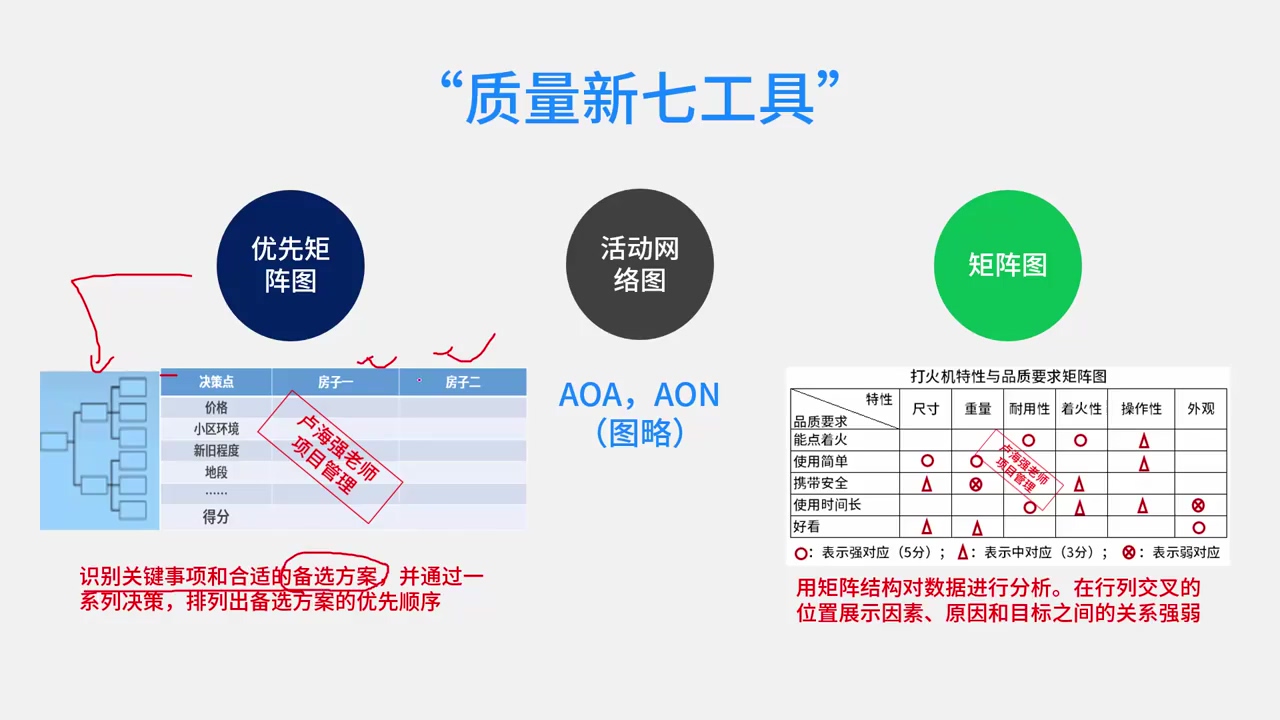 “质量新七工具”
优先矩
阵图
活动网
络图
矩阵图
决策点 房子一 房子二
价格
小区环境
新旧程度
地段
……
得分
卢海强老师
项目管理
识别关键事项和合适的备选方案，并通过一
系列决策，排列出备选方案的优先顺序
AOA，AON
（图略）
打火机特性与品质要求矩阵图
特性
品质要求
尺寸 重量 耐用性 着火性 操作性 外观
能点着火
使用简单
携带安全
使用时间长
好看
卢海强老师
项目管理
○：表示强对应（5分）； △：表示中对应（3分）； ⊗：表示弱对应
用矩阵结构对数据进行分析。在行列交叉的
位置展示因素、原因和目标之间的关系强弱